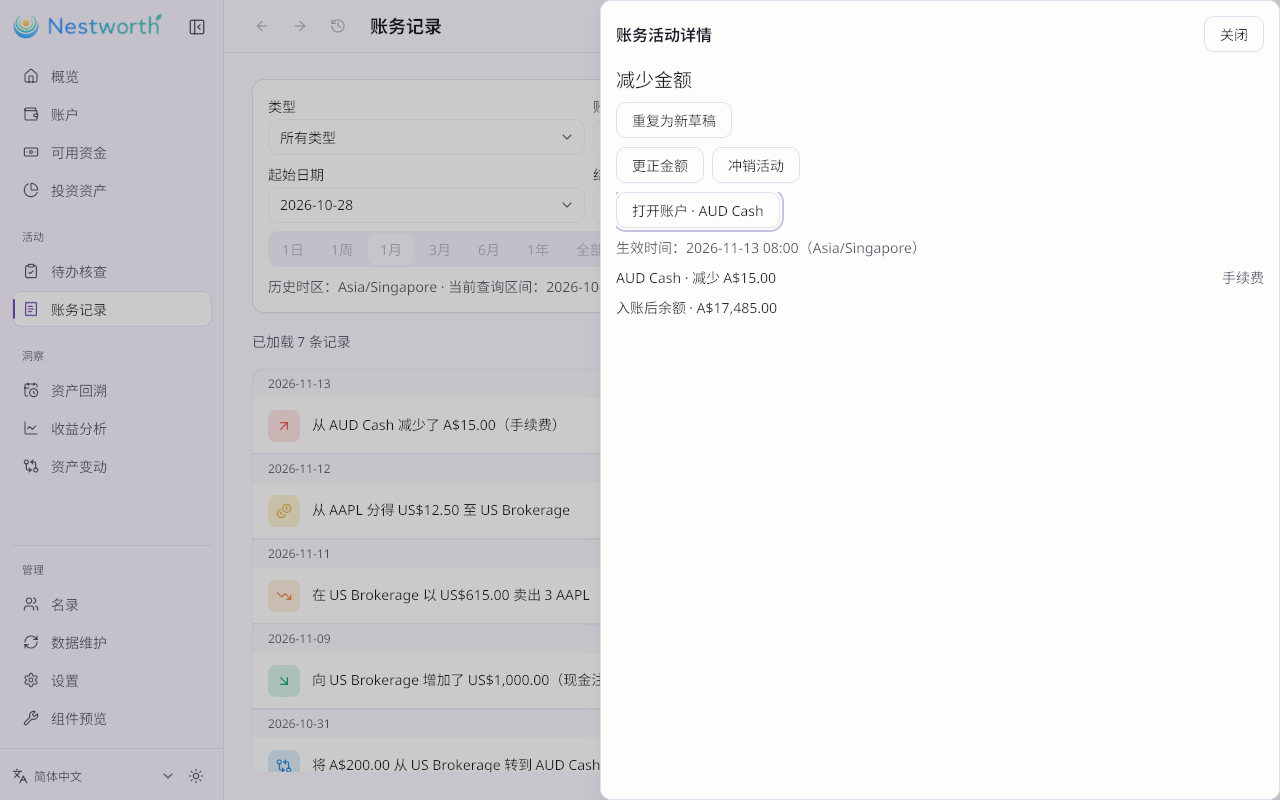 Nestworth
概览
账户
可用资金
投资资产
活动
待办核查
账务记录
洞察
资产回溯
收益分析
资产变动
管理
名录
数据维护
设置
组件预览
简体中文
账务记录
类型
所有类型
起始日期
2026-10-28
1日 1周 1月 3月 6月 1年 全部
历史时区：Asia/Singapore · 当前查询区间：2026-10
已加载 7 条记录
2026-11-13
从 AUD Cash 减少了 A$15.00（手续费）
2026-11-12
从 AAPL 分得 US$12.50 至 US Brokerage
2026-11-11
在 US Brokerage 以 US$615.00 卖出 3 AAPL
2026-11-09
向 US Brokerage 增加了 US$1,000.00（现金注
2026-10-31
将 A$200.00 从 US Brokerage 转到 AUD Cash
账务活动详情
关闭
减少金额
重复为新草稿
更正金额 冲销活动
打开账户 · AUD Cash
生效时间：2026-11-13 08:00（Asia/Singapore）
AUD Cash · 减少 A$15.00 手续费
入账后余额 · A$17,485.00